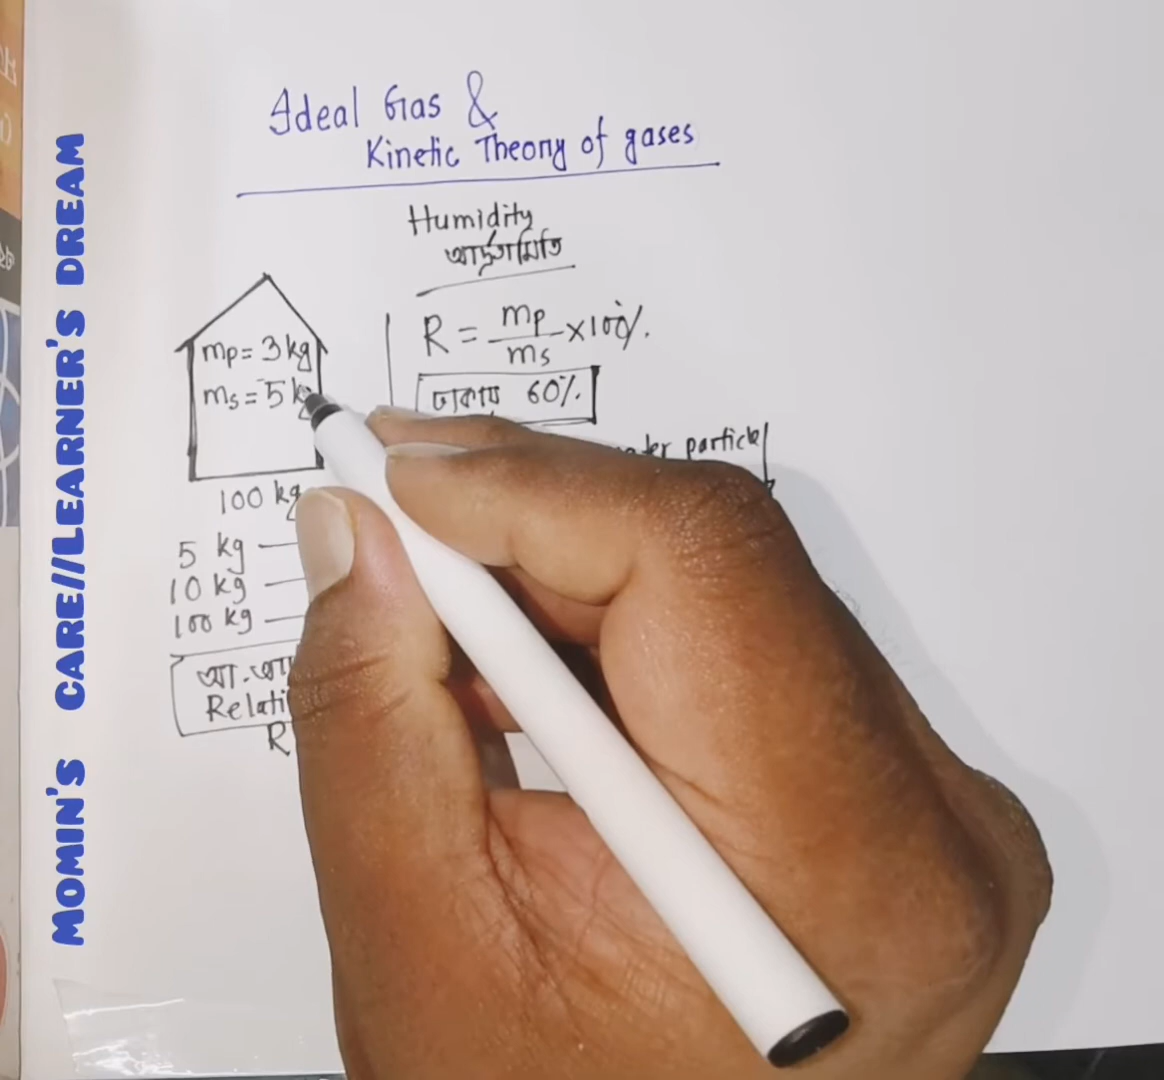 MOMIN'S CARE//LEARNER'S DREAM
Ideal Gas &
Kinetic Theory of gases
Humidity
আর্দ্রতামিতি
mp = 3 kg
ms = 5 kg
100 kg
R = mp/ms × 100%.
ঢাকায় 60%.
particle
5 kg
10 kg
100 kg
আ.
R